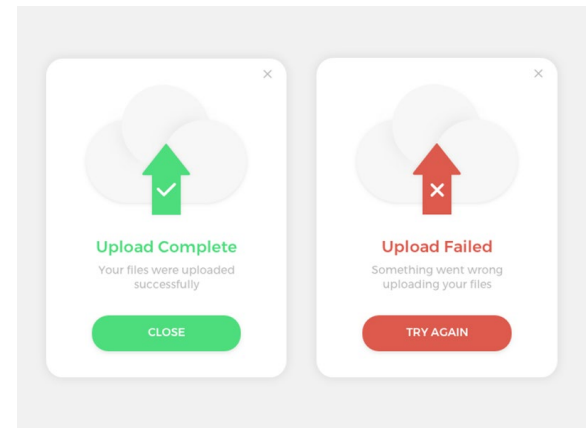 Upload Complete
Your files were uploaded
successfully
CLOSE
Upload Failed
Something went wrong
uploading your files
TRY AGAIN